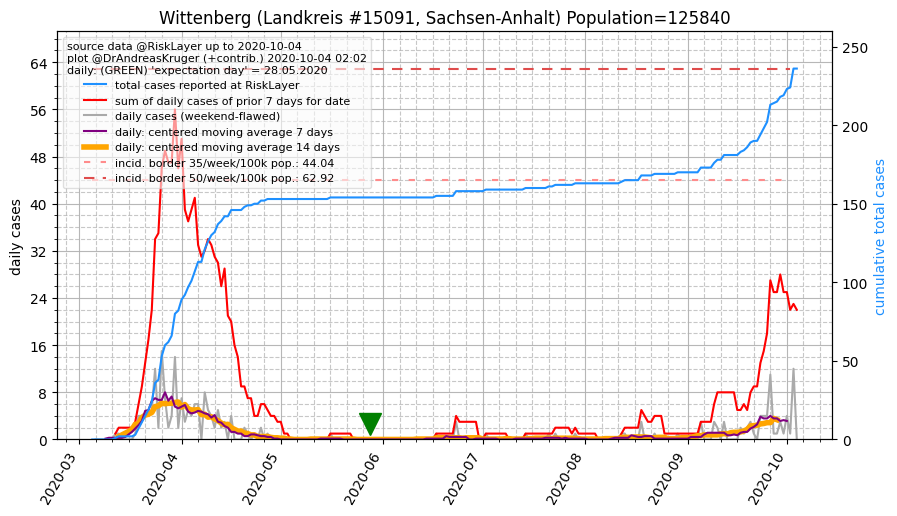 Wittenberg (Landkreis #15091, Sachsen-Anhalt) Population=125840
source data @RiskLayer up to 2020-10-04
plot @DrAndreasKruger (+contrib.) 2020-10-04 02:02
daily: (GREEN) 'expectation day' = 28.05.2020
total cases reported at RiskLayer
sum of daily cases of prior 7 days for date
daily cases (weekend-flawed)
daily: centered moving average 7 days
daily: centered moving average 14 days
incid. border 35/week/100k pop.: 44.04
incid. border 50/week/100k pop.: 62.92
daily cases
64
56
48
40
32
24
16
8
0
250
200
150
100
50
0
cumulative total cases
2020-03
2020-04
2020-05
2020-06
2020-07
2020-08
2020-09
2020-10